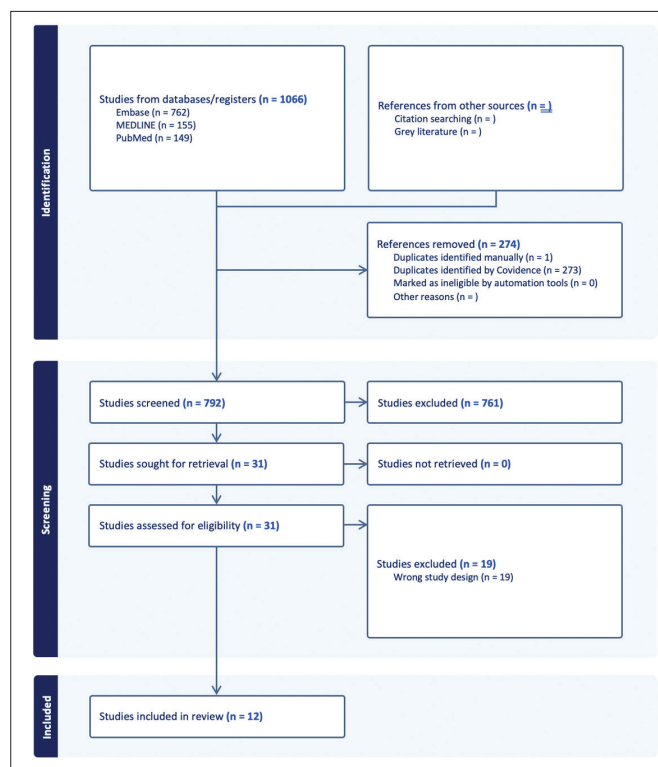 Identification
Studies from databases/registers (n = 1066)
Embase (n = 762)
MEDLINE (n = 155)
PubMed (n = 149)
References from other sources (n = )
Citation searching (n = )
Grey literature (n = )
References removed (n = 274)
Duplicates identified manually (n = 1)
Duplicates identified by Covidence (n = 273)
Marked as ineligible by automation tools (n = 0)
Other reasons (n = )
Screening
Studies screened (n = 792)
Studies excluded (n = 761)
Studies sought for retrieval (n = 31)
Studies not retrieved (n = 0)
Studies assessed for eligibility (n = 31)
Studies excluded (n = 19)
Wrong study design (n = 19)
Included
Studies included in review (n = 12)